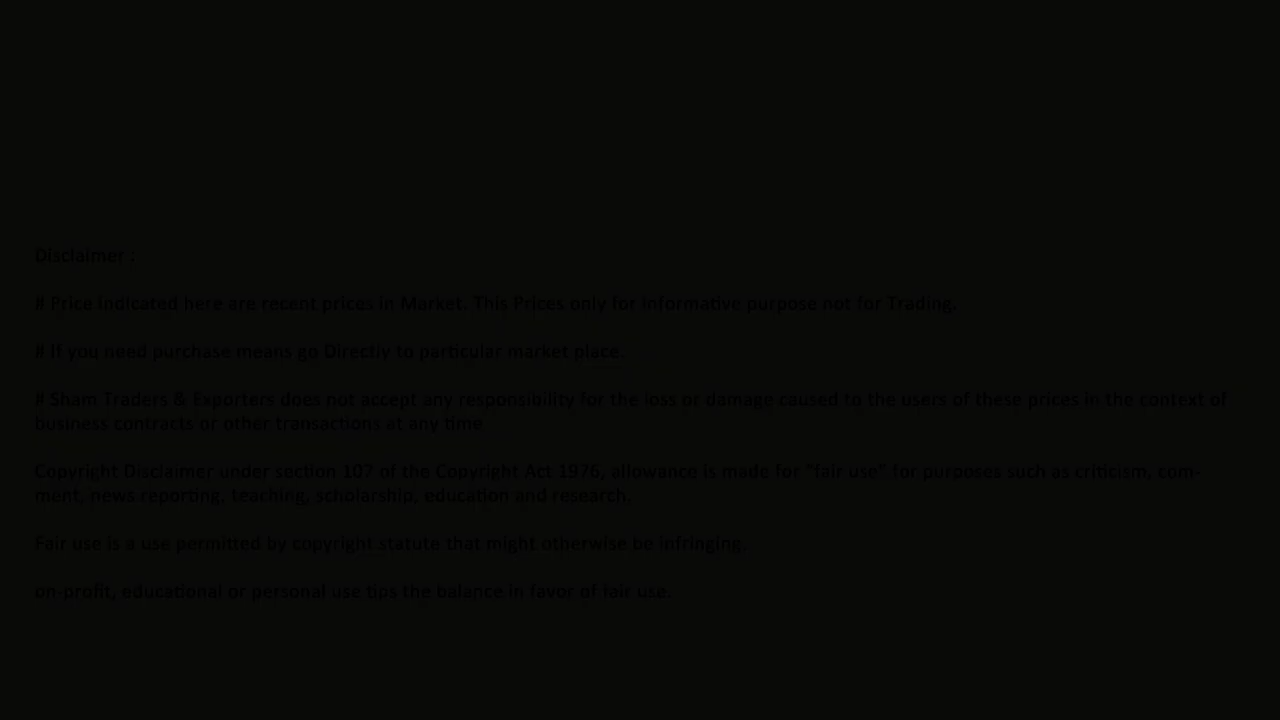 Disclaimer :
# Price indicated here are recent prices in Market. This Prices only for informative purpose not for Trading.
# If you need purchase means go Directly to particular market place.
# Sham Traders & Exporters does not accept any responsibility for the loss or damage caused to the users of these prices in the context of
business contracts or other transactions at any time
Copyright Disclaimer under section 107 of the Copyright Act 1976, allowance is made for "fair use" for purposes such as criticism, com-
ment, news reporting, teaching, scholarship, education and research.
Fair use is a use permitted by copyright statute that might otherwise be infringing.
on-profit, educational or personal use tips the balance in favor of fair use.